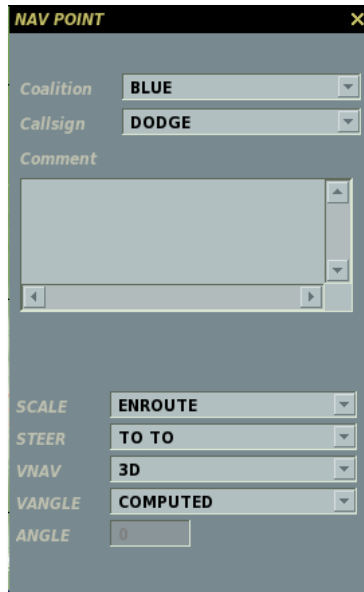 NAV POINT
Coalition BLUE
Callsign DODGE
Comment
SCALE ENROUTE
STEER TO TO
VNAV 3D
VANGLE COMPUTED
ANGLE 0